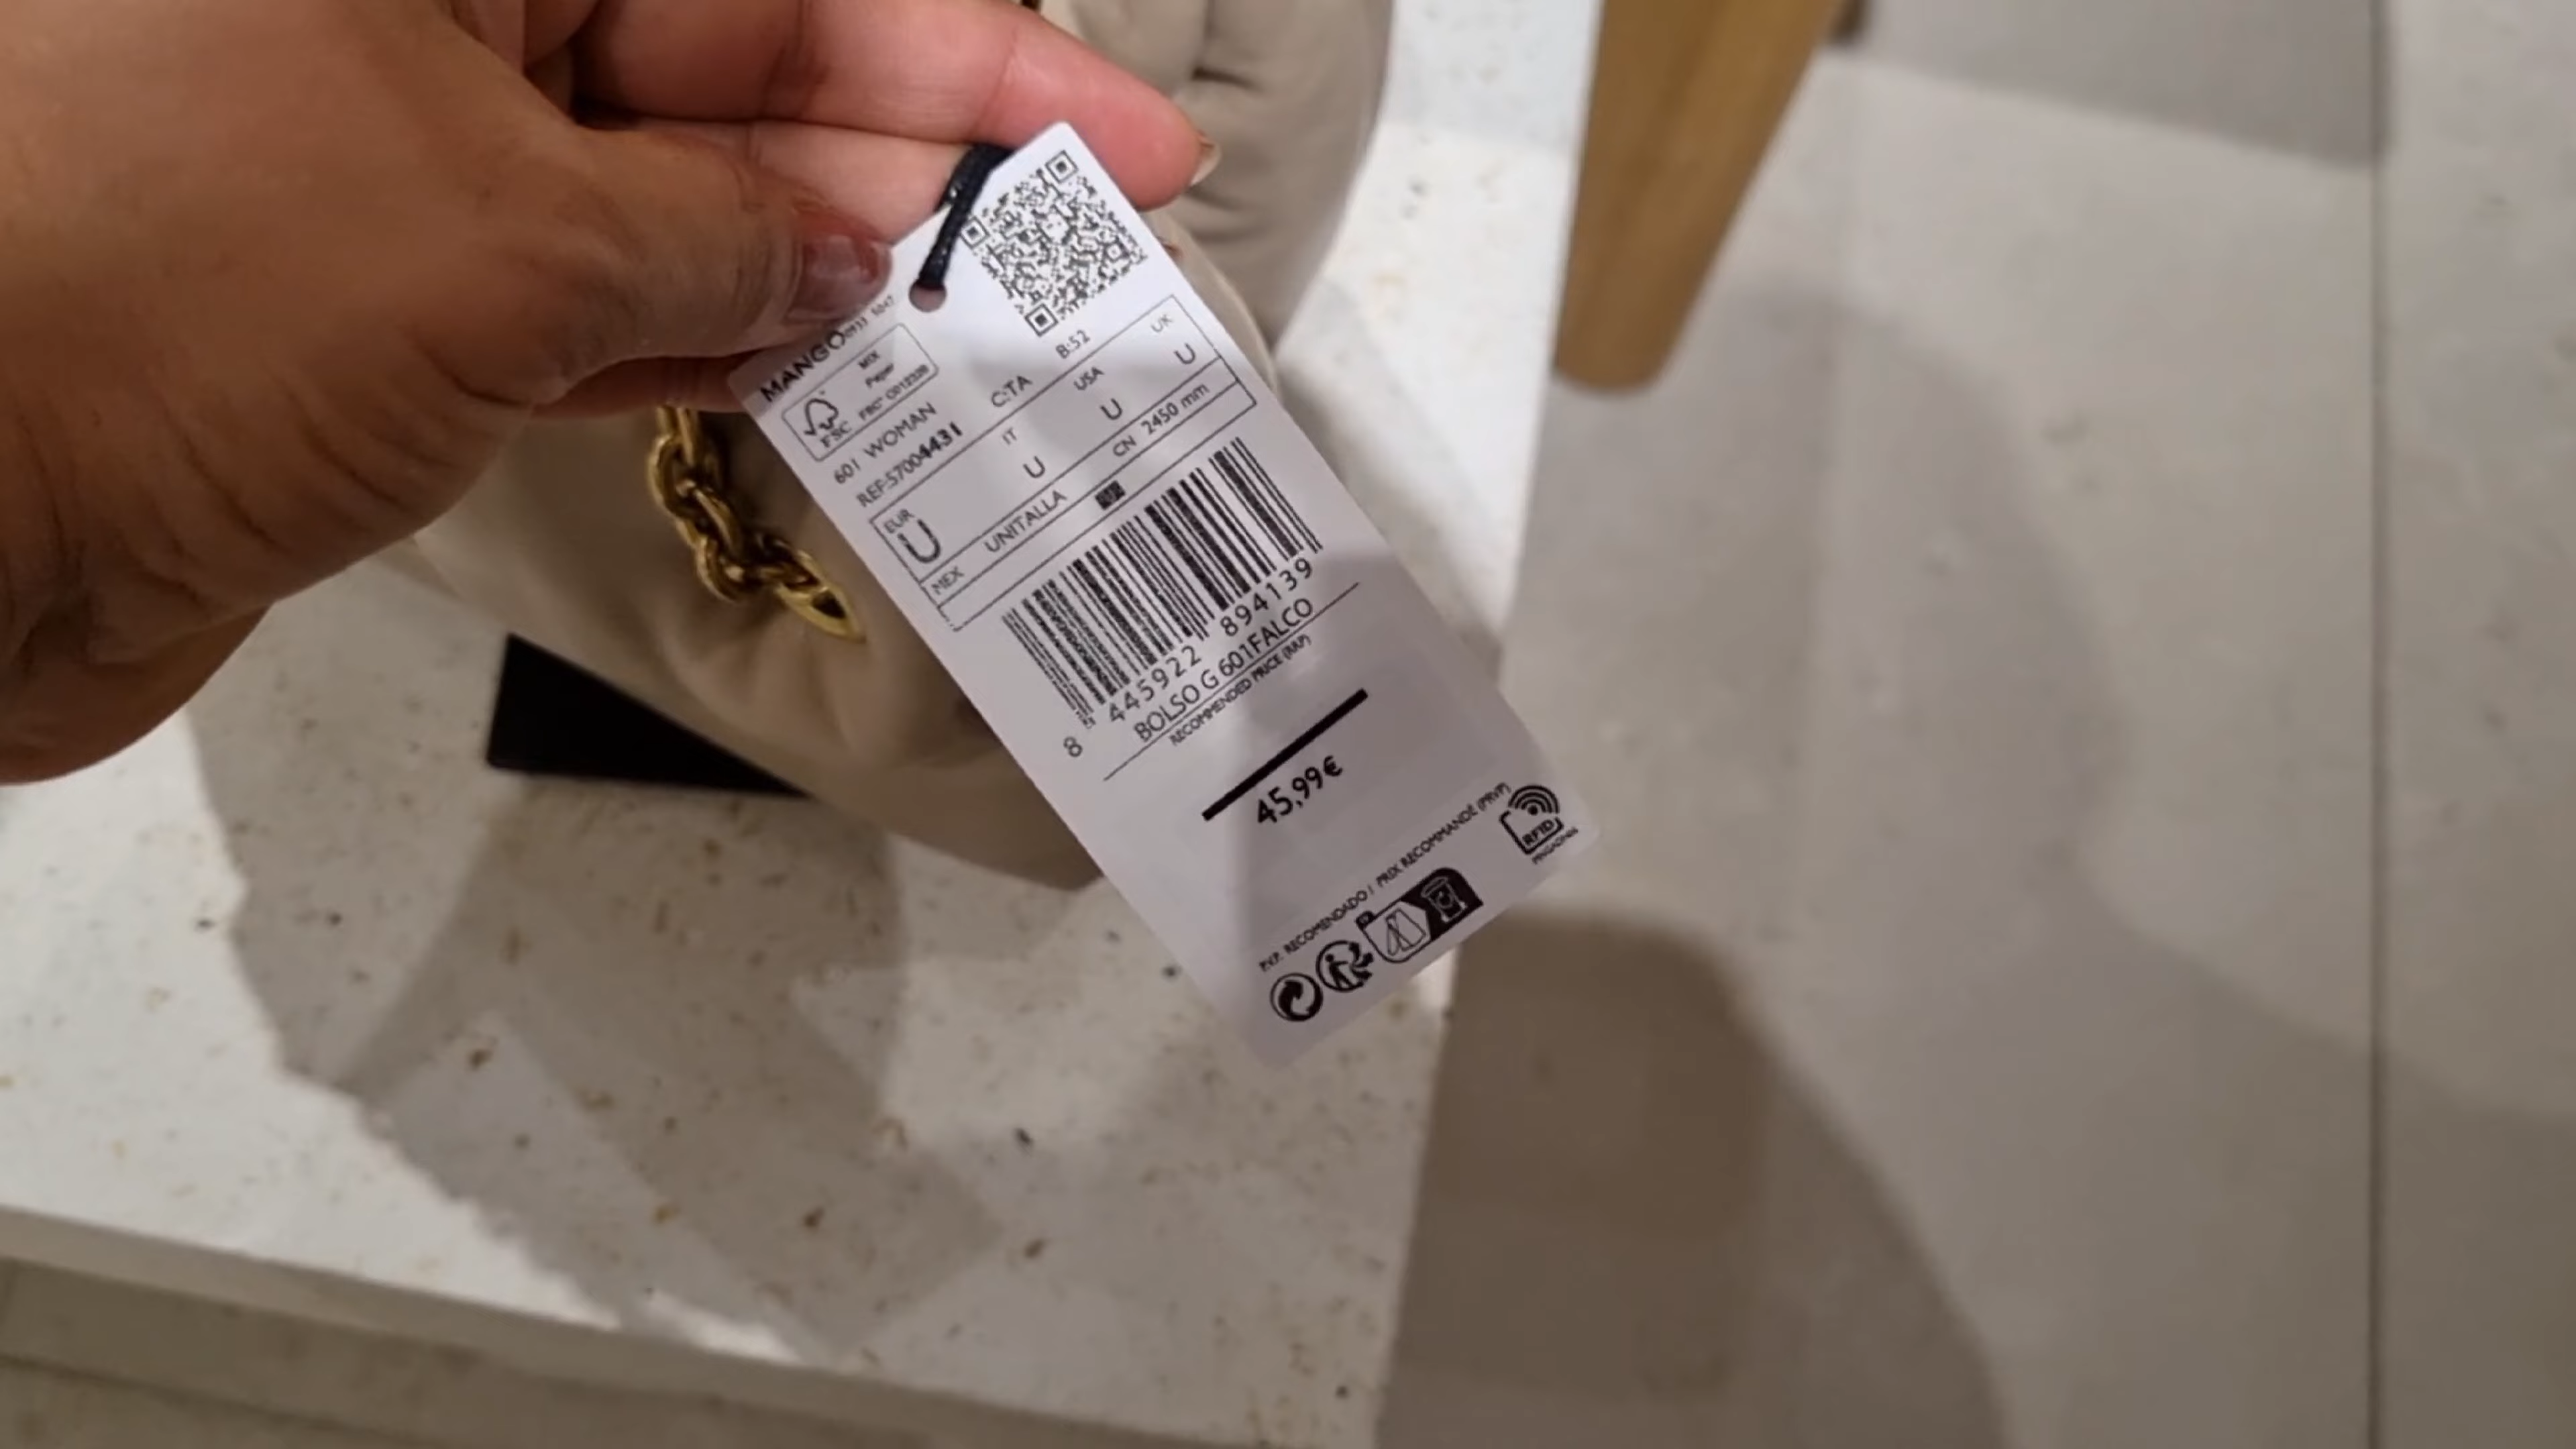 MANGO
MIX
Paper
FSC
601 WOMAN C:TA B:52
REF:57004431
EUR IT USA UK
U U U U
MEX UNITALLA CN 2450 mm
8 445922 894139
BOLSO G 601FALCO
RECOMMENDED PRICE (RRP)
45,99€
P.V.P. RECOMENDADO / PRIX RECOMMANDÉ (PRVP)
RFID